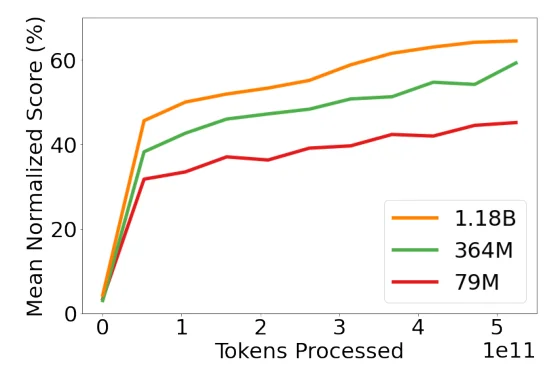 Mean Normalized Score (%)
60
40
20
0
1.18B
364M
79M
0 1 2 3 4 5
Tokens Processed
1e11